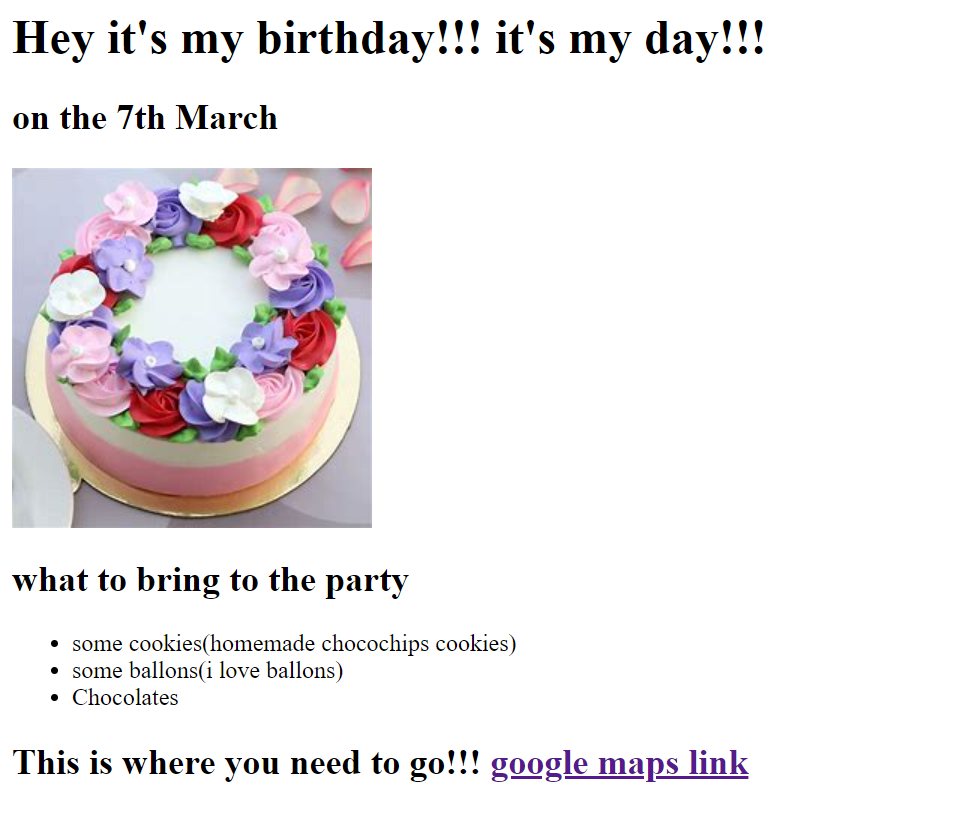 Hey it's my birthday!!! it's my day!!!
on the 7th March
what to bring to the party
some cookies(homemade chocochips cookies)
some ballons(i love ballons)
Chocolates
This is where you need to go!!! google maps link